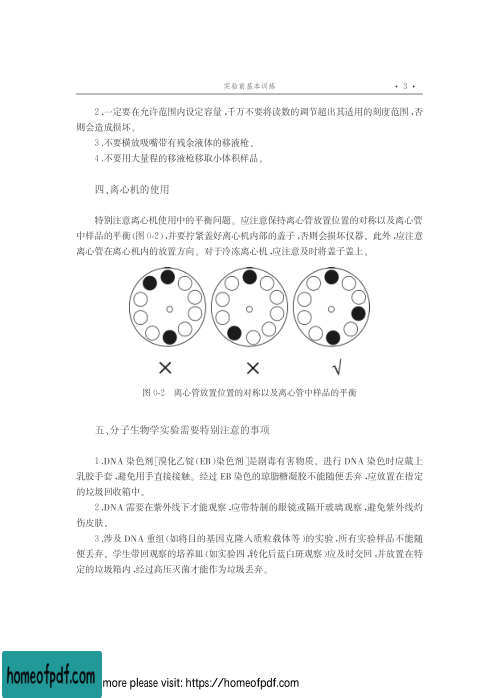 实验前基本训练 · 3 ·
2.一定要在允许范围内设定容量,千万不要将读数的调节超出其适用的刻度范围,否
则会造成损坏。
3.不要横放吸嘴带有残余液体的移液枪。
4.不要用大量程的移液枪移取小体积样品。
四、离心机的使用
特别注意离心机使用中的平衡问题。应注意保持离心管放置位置的对称以及离心管
中样品的平衡(图 0-2),并要拧紧盖好离心机内部的盖子,否则会损坏仪器。此外,应注意
离心管在离心机内的放置方向。对于冷冻离心机,应注意及时将盖子盖上。
× × √
图 0-2 离心管放置位置的对称以及离心管中样品的平衡
五、分子生物学实验需要特别注意的事项
1.DNA 染色剂[溴化乙锭(EB)染色剂]是剧毒有害物质。进行 DNA 染色时应戴上
乳胶手套,避免用手直接接触。经过 EB 染色的琼脂糖凝胶不能随便丢弃,应放置在指定
的垃圾回收箱中。
2.DNA 需要在紫外线下才能观察,应带特制的眼镜或隔开玻璃观察,避免紫外线灼
伤皮肤。
3.涉及 DNA 重组(如将目的基因克隆入质粒载体等)的实验,所有实验样品不能随
便丢弃。学生带回观察的培养皿(如实验四,转化后蓝白斑观察)应及时交回,并放置在特
定的垃圾箱内,经过高压灭菌才能作为垃圾丢弃。
homeofpdf.com
more please visit: https://homeofpdf.com